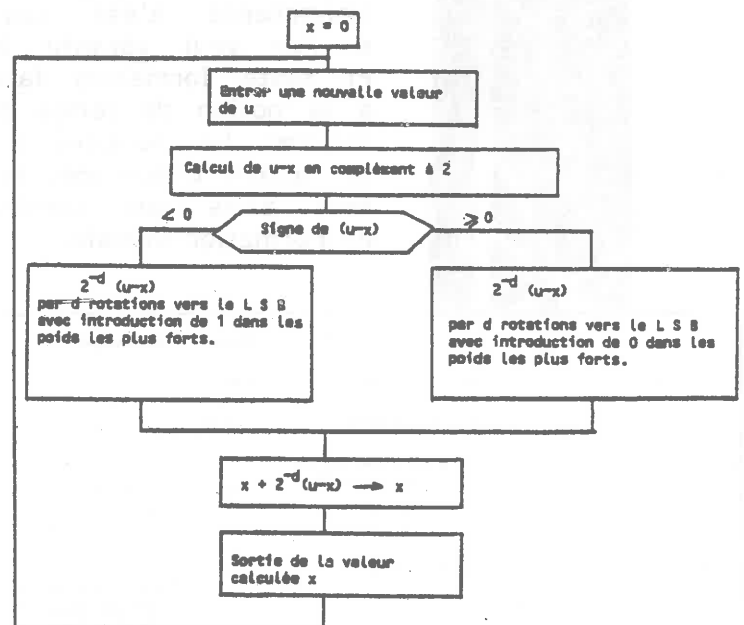 x = 0
Entrer une nouvelle valeur
de u
Calcul de u-x en complément à 2
< 0
Signe de (u-x)
⩾ 0
2^-d (u-x)
par d rotations vers le L S B
avec introduction de 1 dans les
poids les plus forts.
2^-d (u-x)
par d rotations vers le L S B
avec introduction de 0 dans les
poids les plus forts.
x + 2^-d (u-x) → x
Sortie de la valeur
calculée x